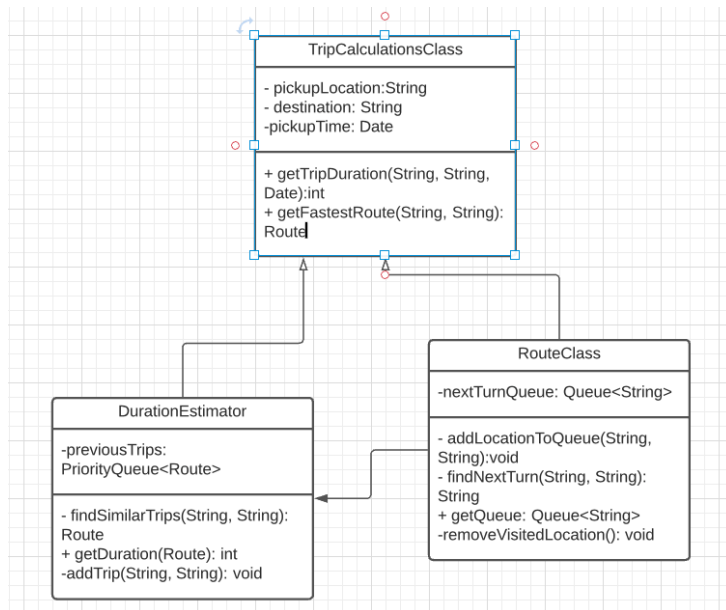 TripCalculationsClass
- pickupLocation:String
- destination: String
-pickupTime: Date
+ getTripDuration(String, String,
Date):int
+ getFastestRoute(String, String):
Route
RouteClass
-nextTurnQueue: Queue<String>
- addLocationToQueue(String,
String):void
- findNextTurn(String, String):
String
+ getQueue: Queue<String>
-removeVisitedLocation(): void
DurationEstimator
-previousTrips:
PriorityQueue<Route>
- findSimilarTrips(String, String):
Route
+ getDuration(Route): int
-addTrip(String, String): void